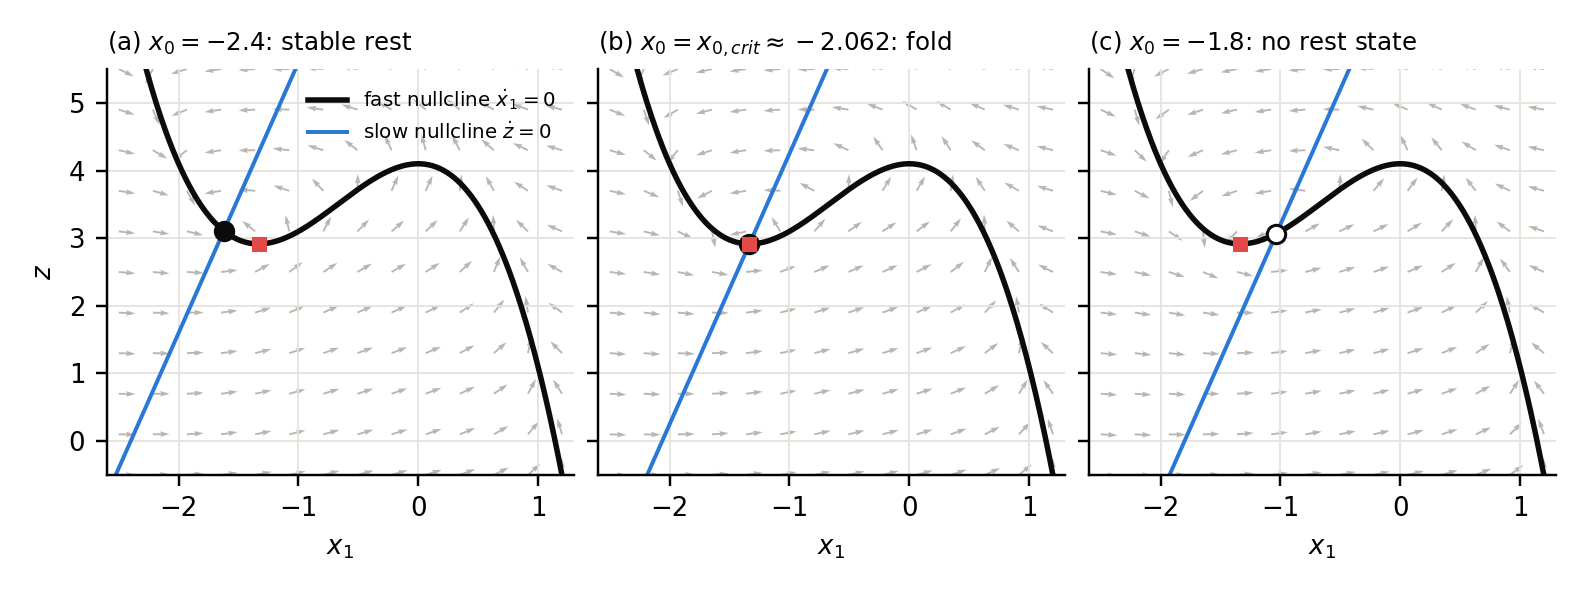 (a) x₀ = −2.4: stable rest
(b) x₀ = x₀,crit ≈ −2.062: fold
(c) x₀ = −1.8: no rest state
fast nullcline ẋ₁ = 0
slow nullcline ż = 0
5
4
3
2
1
0
z
−2 −1 0 1
−2 −1 0 1
−2 −1 0 1
x₁
x₁
x₁